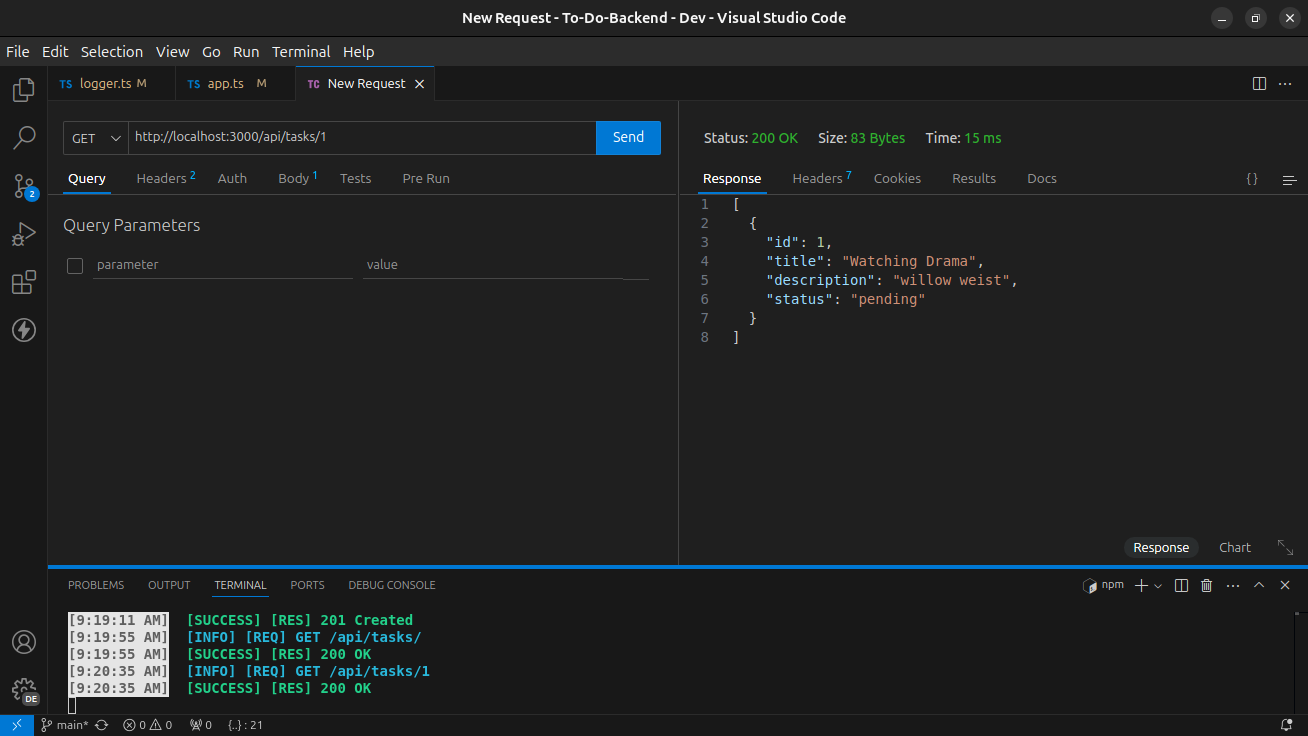 New Request - To-Do-Backend - Dev - Visual Studio Code
File Edit Selection View Go Run Terminal Help
TS logger.ts M TS app.ts M TC New Request
GET http://localhost:3000/api/tasks/1 Send
Query Headers 2 Auth Body 1 Tests Pre Run
Query Parameters
parameter value
Status: 200 OK Size: 83 Bytes Time: 15 ms
Response Headers 7 Cookies Results Docs {}
1 [
2 {
3 "id": 1,
4 "title": "Watching Drama",
5 "description": "willow weist",
6 "status": "pending"
7 }
8 ]
Response Chart
2
PROBLEMS OUTPUT TERMINAL PORTS DEBUG CONSOLE npm
[9:19:11 AM] [SUCCESS] [RES] 201 Created
[9:19:55 AM] [INFO] [REQ] GET /api/tasks/
[9:19:55 AM] [SUCCESS] [RES] 200 OK
[9:20:35 AM] [INFO] [REQ] GET /api/tasks/1
[9:20:35 AM] [SUCCESS] [RES] 200 OK
DE
main* 0 0 0 {..} : 21